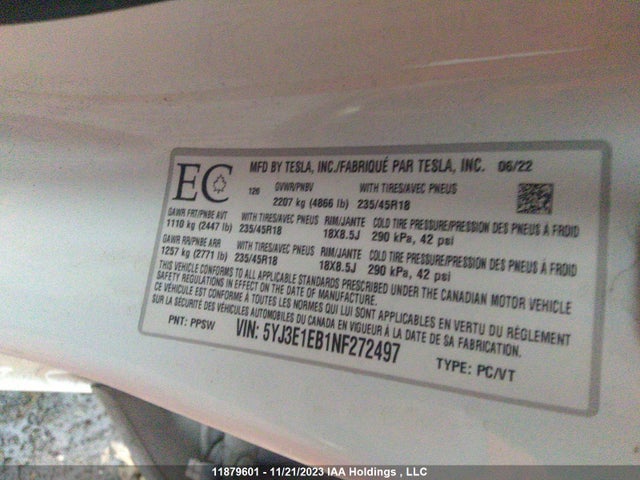 MFD BY TESLA, INC./FABRIQUÉ PAR TESLA, INC. 06/22
EC 126 GVWR/PNBV WITH TIRES/AVEC PNEUS
2207 kg (4866 lb) 235/45R18
GAWR FRT/PNBE AVT WITH TIRES/AVEC PNEUS RIM/JANTE COLD TIRE PRESSURE/PRESSION DES PNEUS À FROID
1110 kg (2447 lb) 235/45R18 18X8.5J 290 kPa, 42 psi
GAWR RR/PNBE ARR WITH TIRES/AVEC PNEUS RIM/JANTE COLD TIRE PRESSURE/PRESSION DES PNEUS À FROID
1257 kg (2771 lb) 235/45R18 18X8.5J 290 kPa, 42 psi
THIS VEHICLE CONFORMS TO ALL APPLICABLE STANDARDS PRESCRIBED UNDER THE CANADIAN MOTOR VEHICLE
SAFETY REGULATIONS IN EFFECT ON THE DATE OF MANUFACTURE.
CE VÉHICULE EST CONFORME À TOUTES LES NORMES QUI LUI SONT APPLICABLES EN VERTU DU RÈGLEMENT
SUR LA SÉCURITÉ DES VÉHICULES AUTOMOBILES DU CANADA EN VIGUEUR À LA DATE DE SA FABRICATION.
PNT: PPSW VIN: 5YJ3E1EB1NF272497 TYPE: PC/VT
11879601 - 11/21/2023 IAA Holdings , LLC